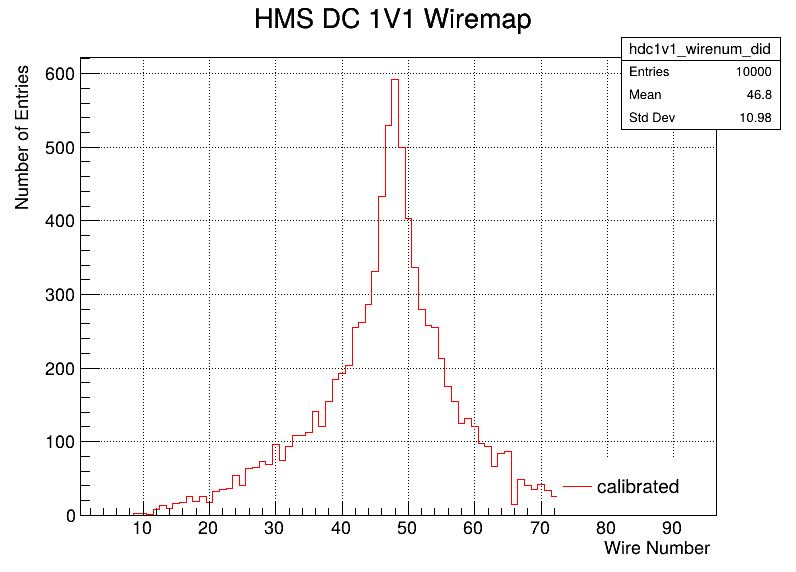 HMS DC 1V1 Wiremap
hdc1v1_wirenum_did
Entries 10000
Mean 46.8
Std Dev 10.98
Number of Entries
600
500
400
300
200
100
0
calibrated
10 20 30 40 50 60 70 80 90
Wire Number